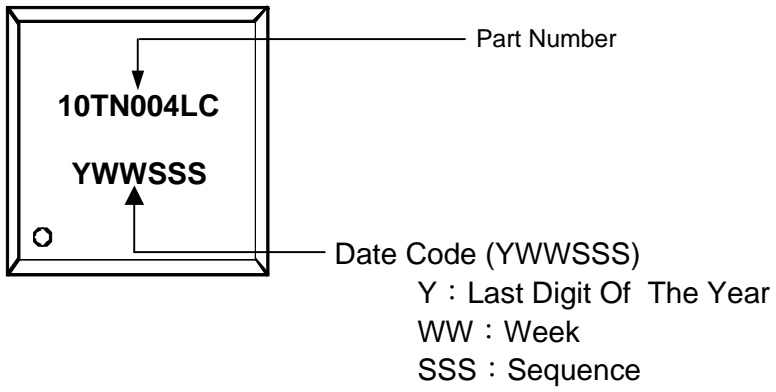 Part Number
10TN004LC
YWWSSS
Date Code (YWWSSS)
Y：Last Digit Of The Year
WW：Week
SSS：Sequence